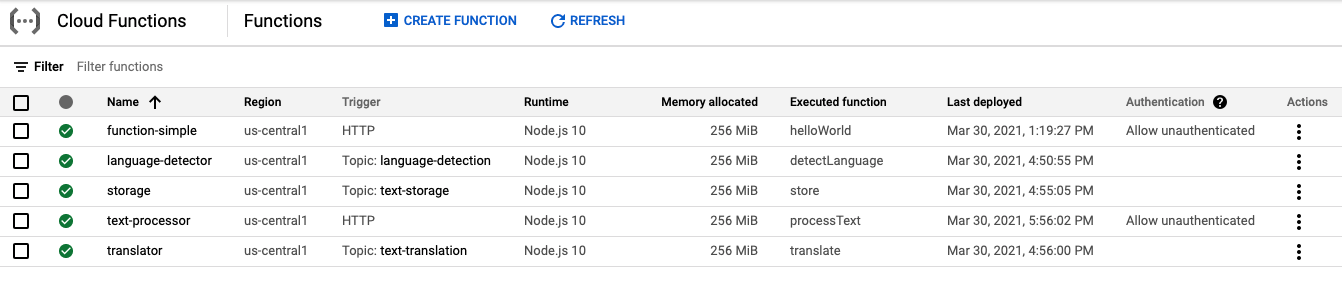 Cloud Functions Functions CREATE FUNCTION REFRESH
Filter Filter functions
Name Region Trigger Runtime Memory allocated Executed function Last deployed Authentication ? Actions
function-simple us-central1 HTTP Node.js 10 256 MiB helloWorld Mar 30, 2021, 1:19:27 PM Allow unauthenticated
language-detector us-central1 Topic: language-detection Node.js 10 256 MiB detectLanguage Mar 30, 2021, 4:50:55 PM
storage us-central1 Topic: text-storage Node.js 10 256 MiB store Mar 30, 2021, 4:55:05 PM
text-processor us-central1 HTTP Node.js 10 256 MiB processText Mar 30, 2021, 5:56:02 PM Allow unauthenticated
translator us-central1 Topic: text-translation Node.js 10 256 MiB translate Mar 30, 2021, 4:56:00 PM